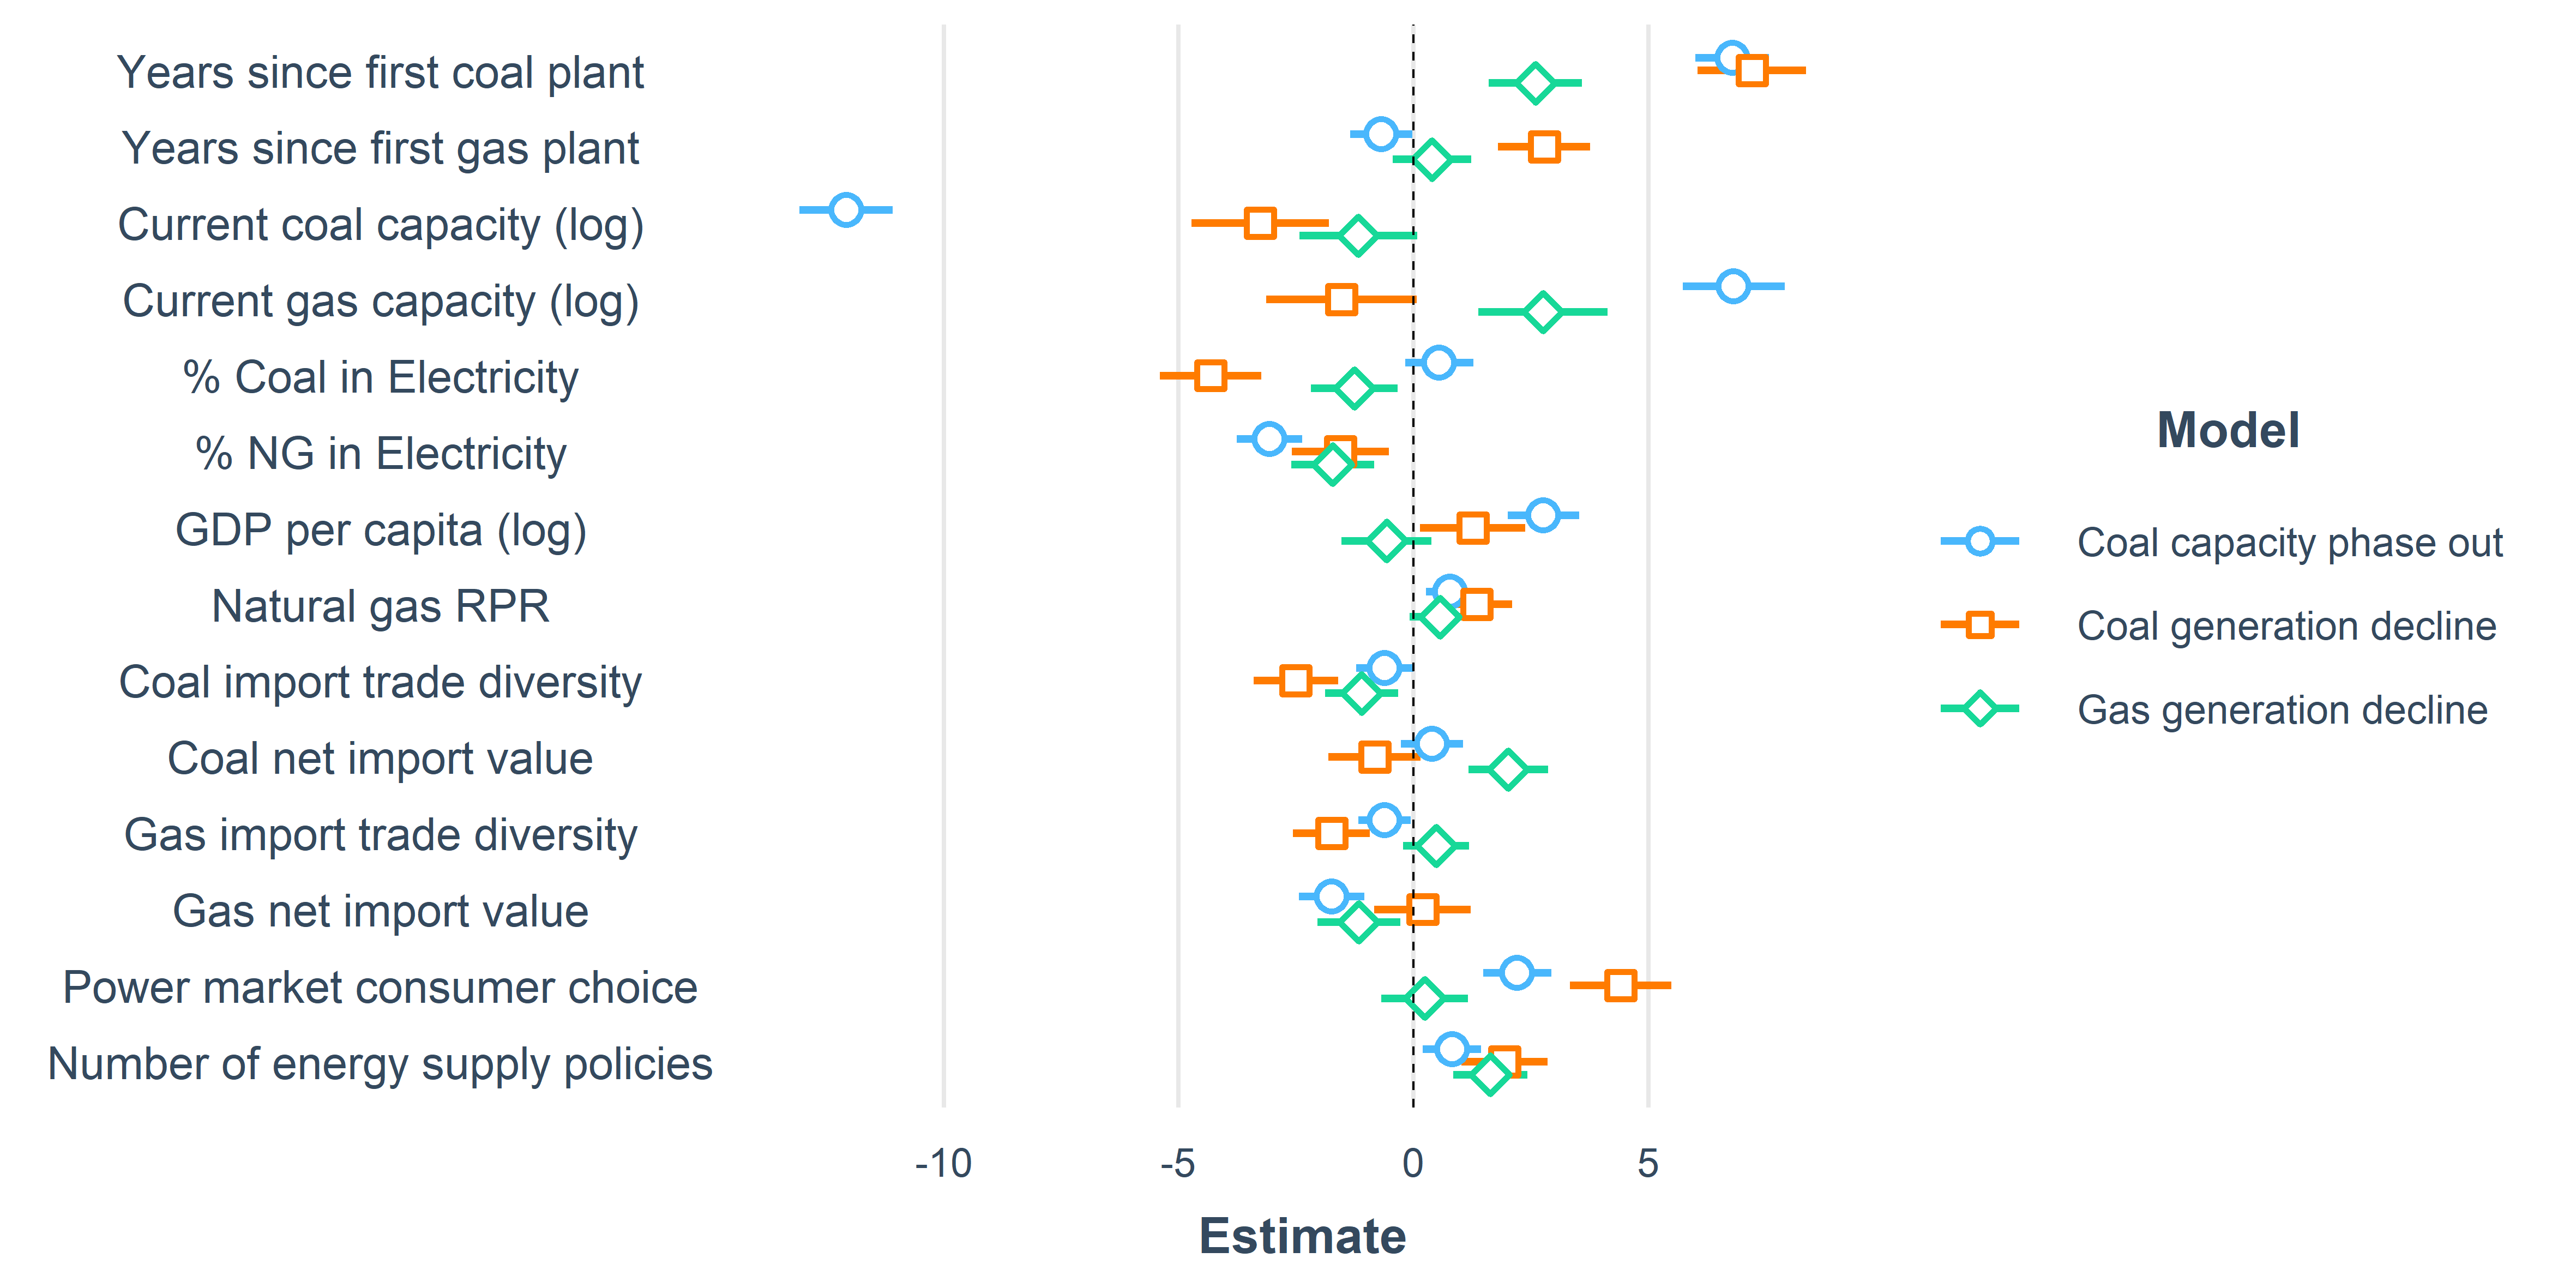 Years since first coal plant
Years since first gas plant
Current coal capacity (log)
Current gas capacity (log)
% Coal in Electricity
% NG in Electricity
GDP per capita (log)
Natural gas RPR
Coal import trade diversity
Coal net import value
Gas import trade diversity
Gas net import value
Power market consumer choice
Number of energy supply policies
-10 -5 0 5
Estimate
Model
Coal capacity phase out
Coal generation decline
Gas generation decline